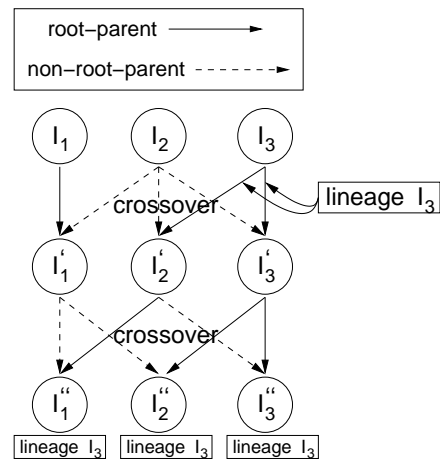 root-parent
non-root-parent
I1 I2 I3
crossover
lineage I3
I'1 I'2 I'3
crossover
I"1 I"2 I"3
lineage I3 lineage I3 lineage I3